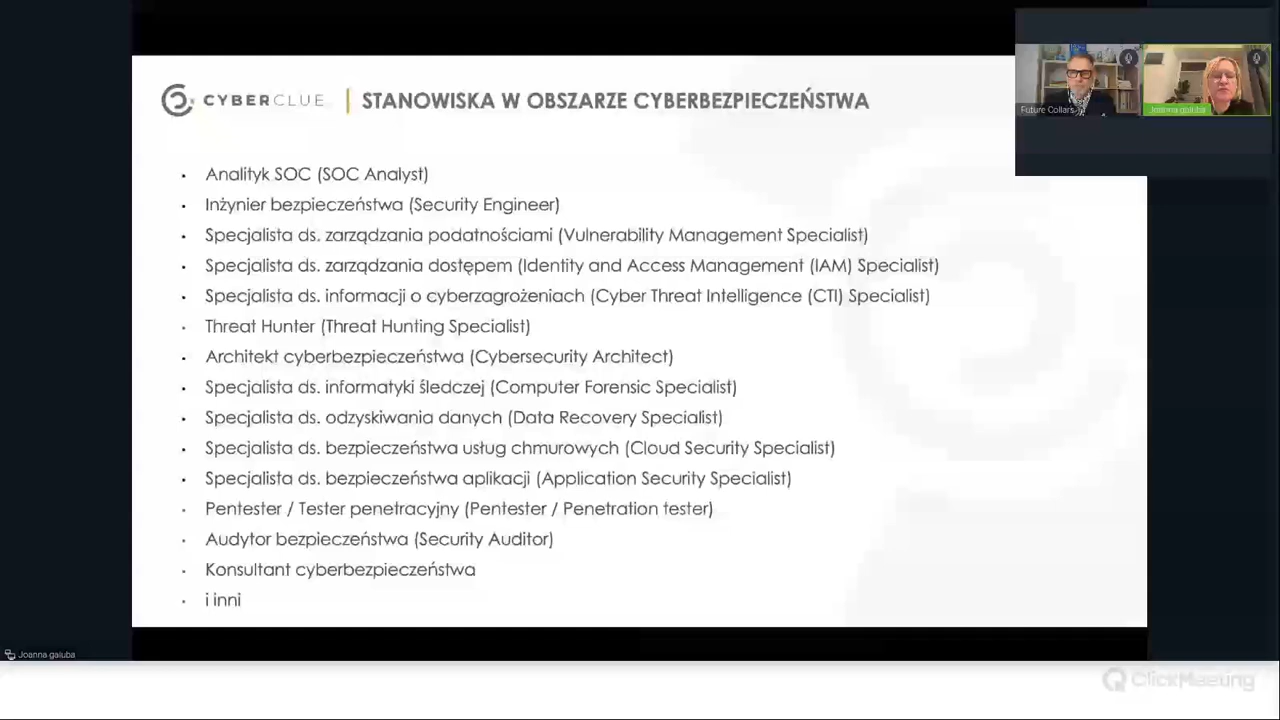 CYBERCLUE
STANOWISKA W OBSZARZE CYBERBEZPIECZEŃSTWA
Future Collars
Joanna galuba
• Analityk SOC (SOC Analyst)
• Inżynier bezpieczeństwa (Security Engineer)
• Specjalista ds. zarządzania podatnościami (Vulnerability Management Specialist)
• Specjalista ds. zarządzania dostępem (Identity and Access Management (IAM) Specialist)
• Specjalista ds. informacji o cyberzagrożeniach (Cyber Threat Intelligence (CTI) Specialist)
• Threat Hunter (Threat Hunting Specialist)
• Architekt cyberbezpieczeństwa (Cybersecurity Architect)
• Specjalista ds. informatyki śledczej (Computer Forensic Specialist)
• Specjalista ds. odzyskiwania danych (Data Recovery Specialist)
• Specjalista ds. bezpieczeństwa usług chmurowych (Cloud Security Specialist)
• Specjalista ds. bezpieczeństwa aplikacji (Application Security Specialist)
• Pentester / Tester penetracyjny (Pentester / Penetration tester)
• Audytor bezpieczeństwa (Security Auditor)
• Konsultant cyberbezpieczeństwa
• i inni
Joanna galuba
ClickMeeting